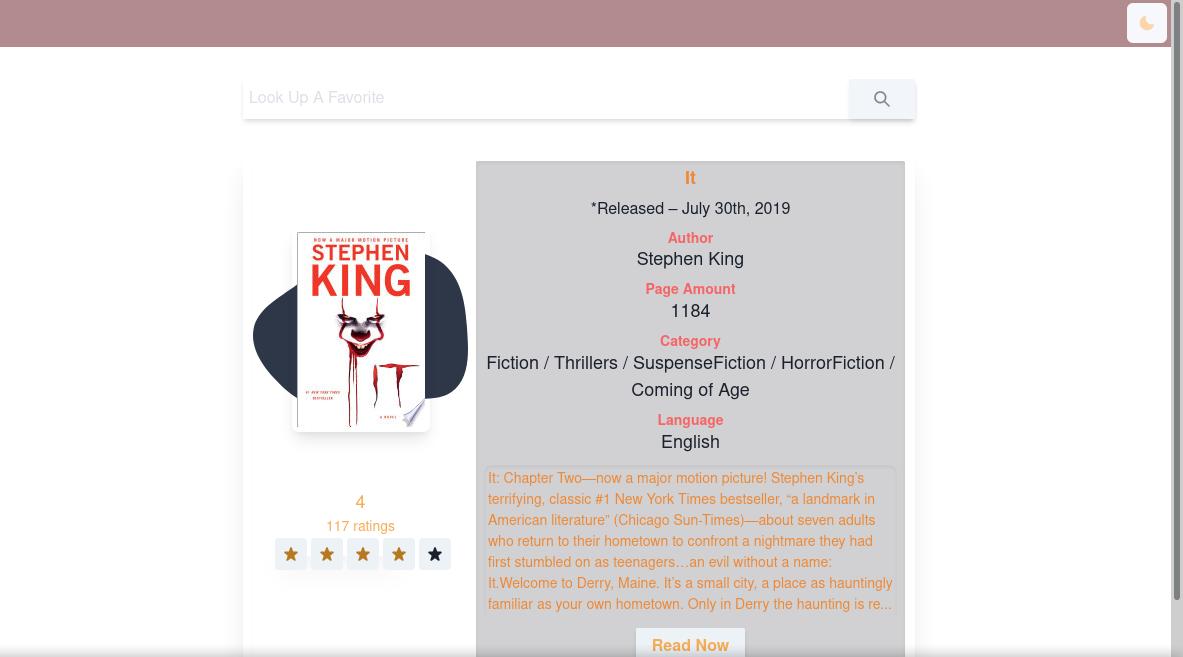 Look Up A Favorite
It
*Released – July 30th, 2019
Author
Stephen King
Page Amount
1184
Category
Fiction / Thrillers / SuspenseFiction / HorrorFiction /
Coming of Age
Language
English
It: Chapter Two—now a major motion picture! Stephen King’s
terrifying, classic #1 New York Times bestseller, “a landmark in
American literature” (Chicago Sun-Times)—about seven adults
who return to their hometown to confront a nightmare they had
first stumbled on as teenagers…an evil without a name:
It.Welcome to Derry, Maine. It’s a small city, a place as hauntingly
familiar as your own hometown. Only in Derry the haunting is re...
Read Now
NOW A MAJOR MOTION PICTURE
STEPHEN
KING
IT
#1 NEW YORK TIMES
BESTSELLER
A NOVEL
4
117 ratings